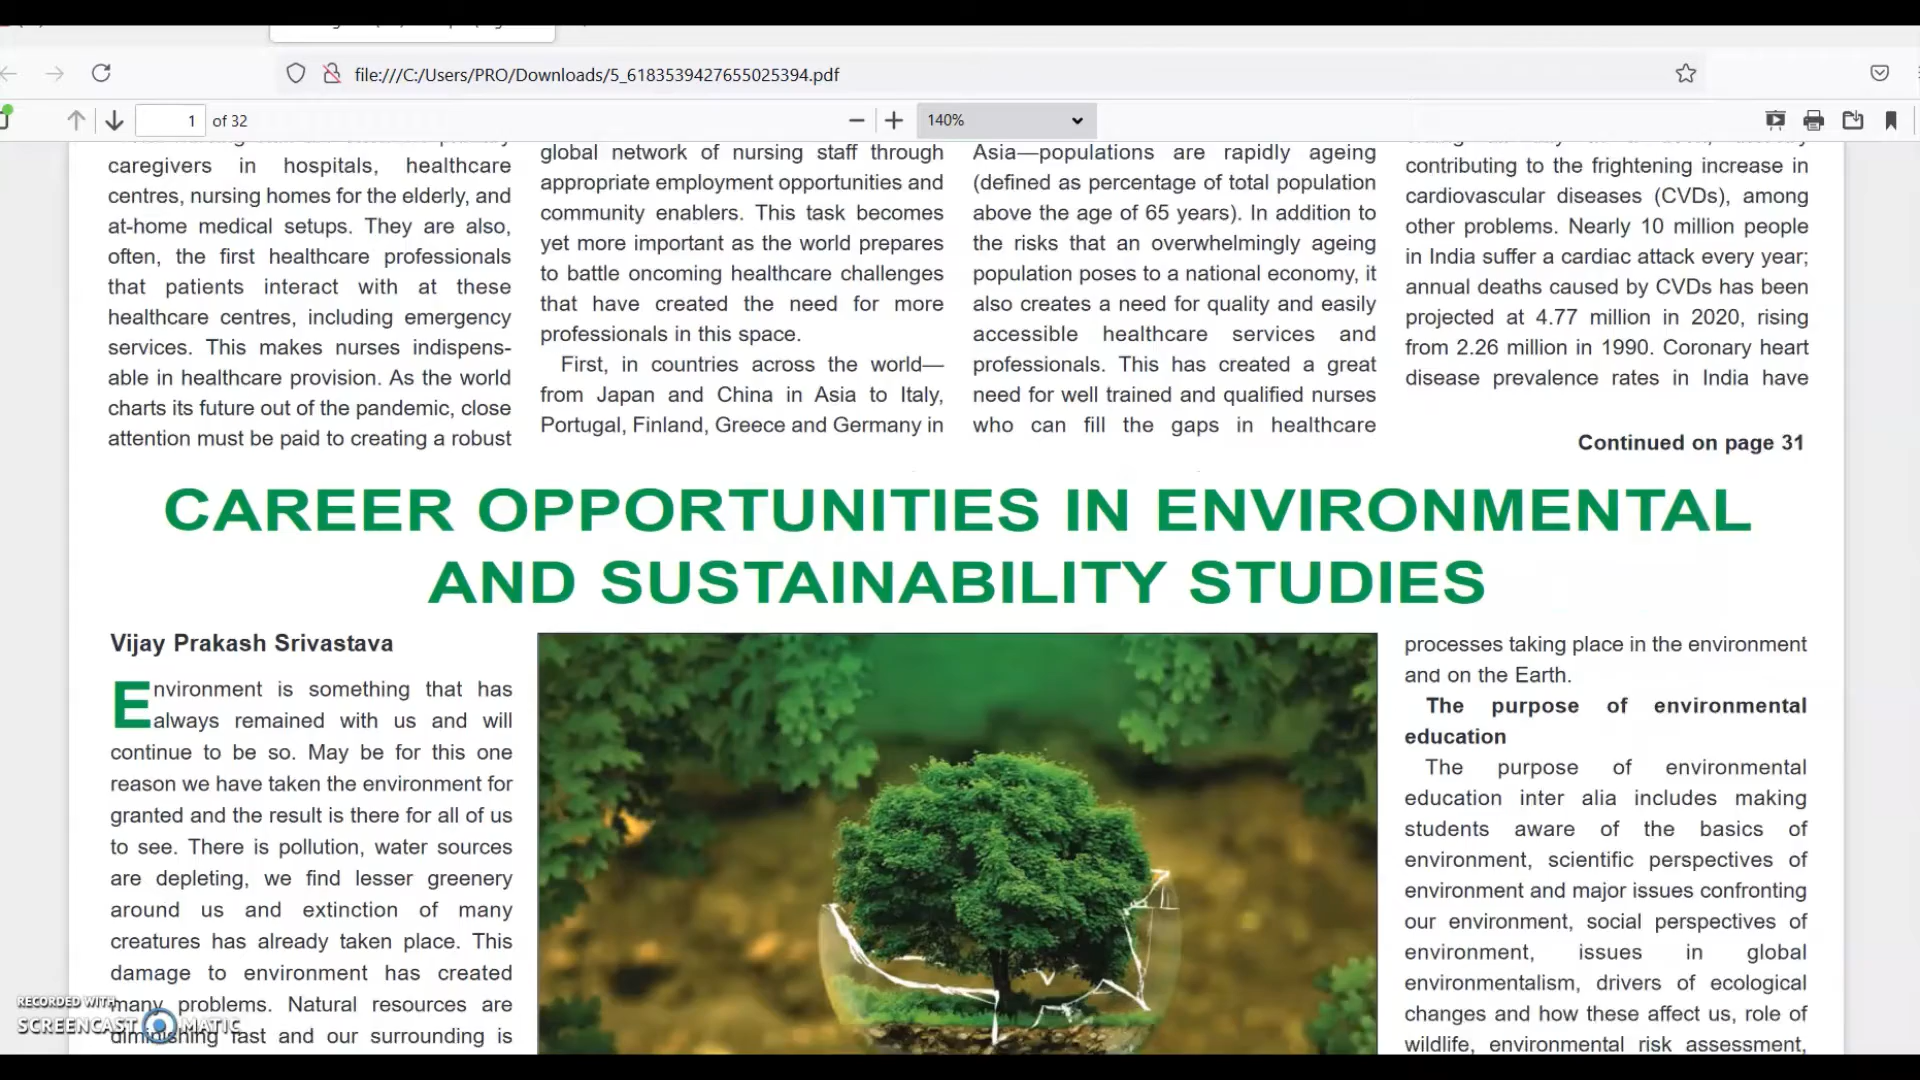 file:///C:/Users/PRO/Downloads/5_6183539427655025394.pdf
1 of 32
140%
caregivers in hospitals, healthcare
centres, nursing homes for the elderly, and
at-home medical setups. They are also,
often, the first healthcare professionals
that patients interact with at these
healthcare centres, including emergency
services. This makes nurses indispens-
able in healthcare provision. As the world
charts its future out of the pandemic, close
attention must be paid to creating a robust
global network of nursing staff through
appropriate employment opportunities and
community enablers. This task becomes
yet more important as the world prepares
to battle oncoming healthcare challenges
that have created the need for more
professionals in this space.
First, in countries across the world—
from Japan and China in Asia to Italy,
Portugal, Finland, Greece and Germany in
Asia—populations are rapidly ageing
(defined as percentage of total population
above the age of 65 years). In addition to
the risks that an overwhelmingly ageing
population poses to a national economy, it
also creates a need for quality and easily
accessible healthcare services and
professionals. This has created a great
need for well trained and qualified nurses
who can fill the gaps in healthcare
contributing to the frightening increase in
cardiovascular diseases (CVDs), among
other problems. Nearly 10 million people
in India suffer a cardiac attack every year;
annual deaths caused by CVDs has been
projected at 4.77 million in 2020, rising
from 2.26 million in 1990. Coronary heart
disease prevalence rates in India have
Continued on page 31
CAREER OPPORTUNITIES IN ENVIRONMENTAL
AND SUSTAINABILITY STUDIES
Vijay Prakash Srivastava
Environment is something that has
always remained with us and will
continue to be so. May be for this one
reason we have taken the environment for
granted and the result is there for all of us
to see. There is pollution, water sources
are depleting, we find lesser greenery
around us and extinction of many
creatures has already taken place. This
damage to environment has created
many problems. Natural resources are
diminishing fast and our surrounding is
processes taking place in the environment
and on the Earth.
The purpose of environmental
education
The purpose of environmental
education inter alia includes making
students aware of the basics of
environment, scientific perspectives of
environment and major issues confronting
our environment, social perspectives of
environment, issues in global
environmentalism, drivers of ecological
changes and how these affect us, role of
wildlife, environmental risk assessment,
RECORDED WITH
SCREENCAST MATIC